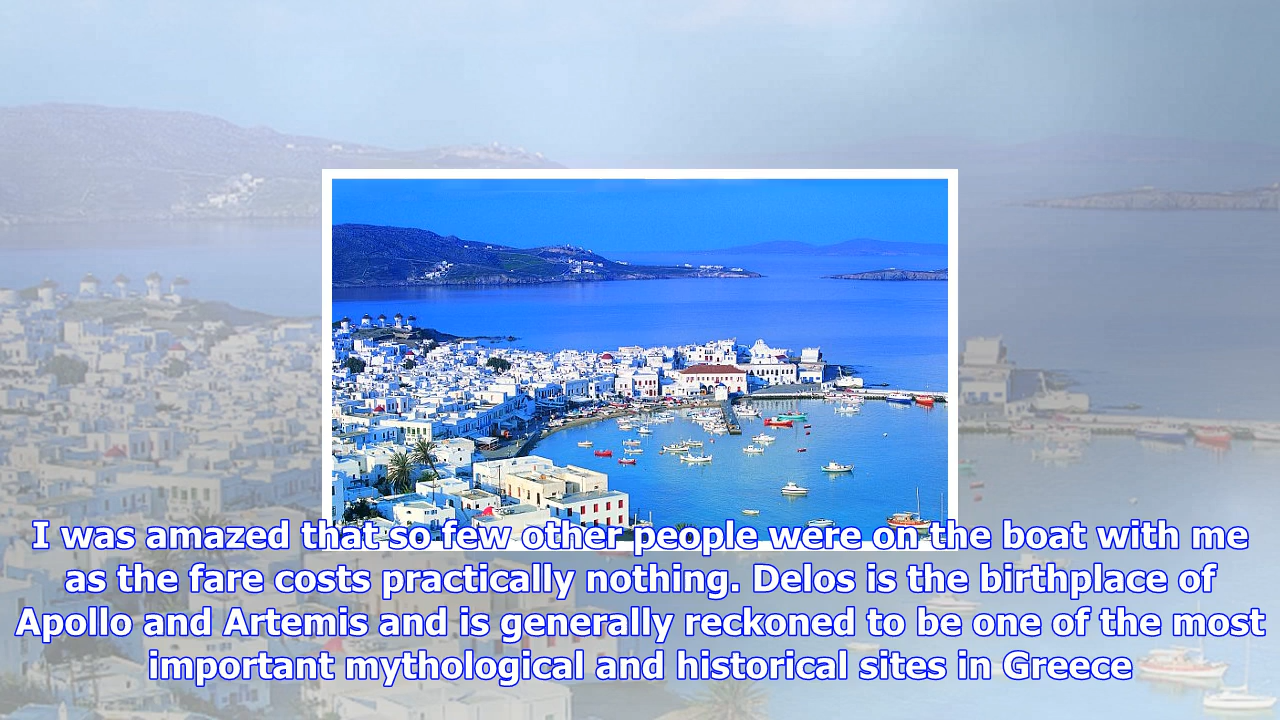 I was amazed that so few other people were on the boat with me
as the fare costs practically nothing. Delos is the birthplace of
Apollo and Artemis and is generally reckoned to be one of the most
important mythological and historical sites in Greece